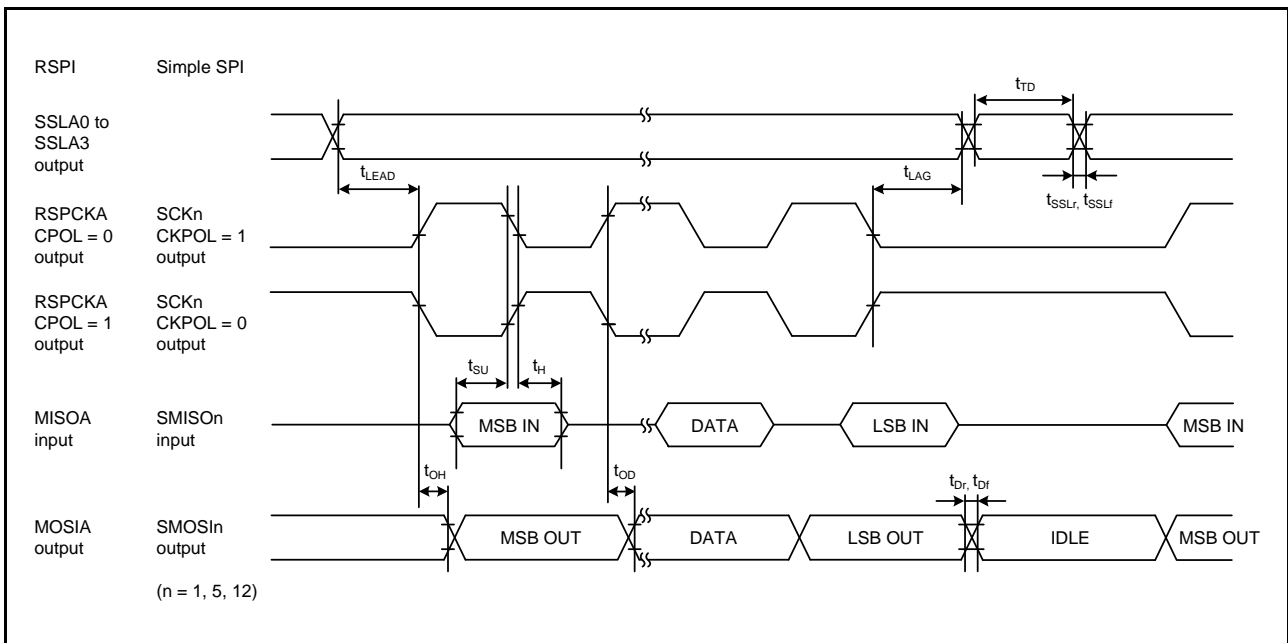 RSPI Simple SPI
tTD
SSLA0 to
SSLA3
output
tLEAD
tLAG
tSSLr, tSSLf
RSPCKA SCKn
CPOL = 0 CKPOL = 1
output output
RSPCKA SCKn
CPOL = 1 CKPOL = 0
output output
tSU tH
MISOA SMISOn
input input
MSB IN DATA LSB IN MSB IN
tOH tOD tDr, tDf
MOSIA SMOSIn
output output
MSB OUT DATA LSB OUT IDLE MSB OUT
(n = 1, 5, 12)